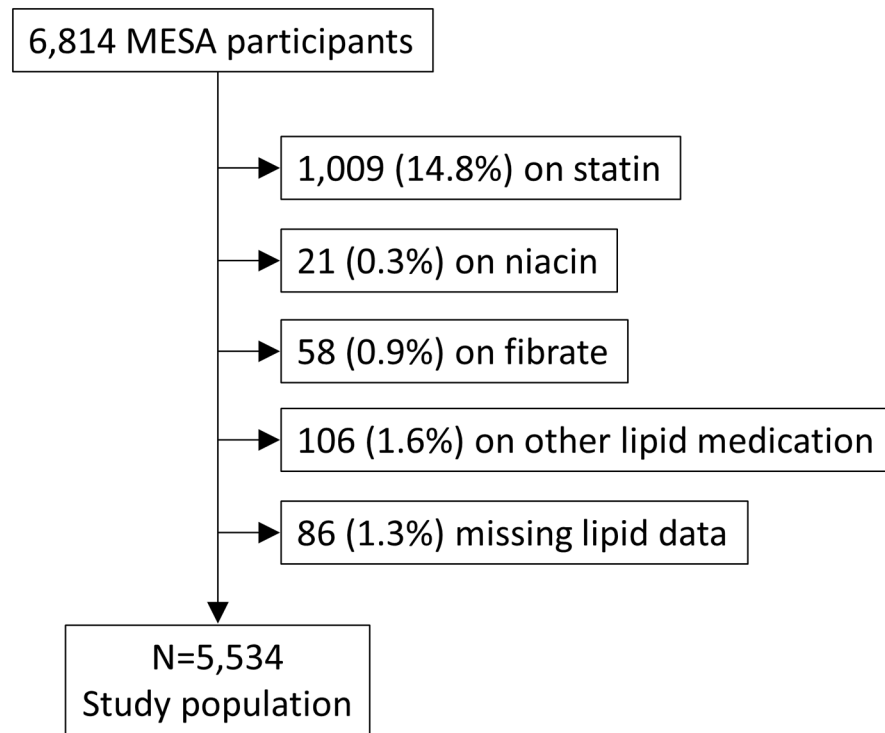 6,814 MESA participants
1,009 (14.8%) on statin
21 (0.3%) on niacin
58 (0.9%) on fibrate
106 (1.6%) on other lipid medication
86 (1.3%) missing lipid data
N=5,534
Study population